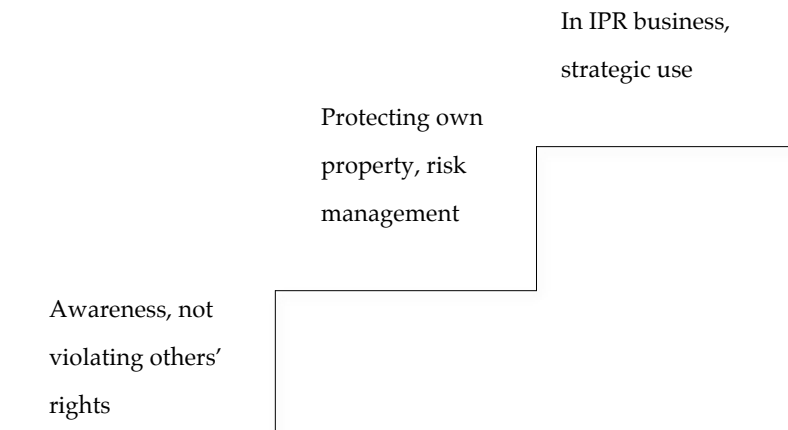 In IPR business,
strategic use
Protecting own
property, risk
management
Awareness, not
violating others’
rights